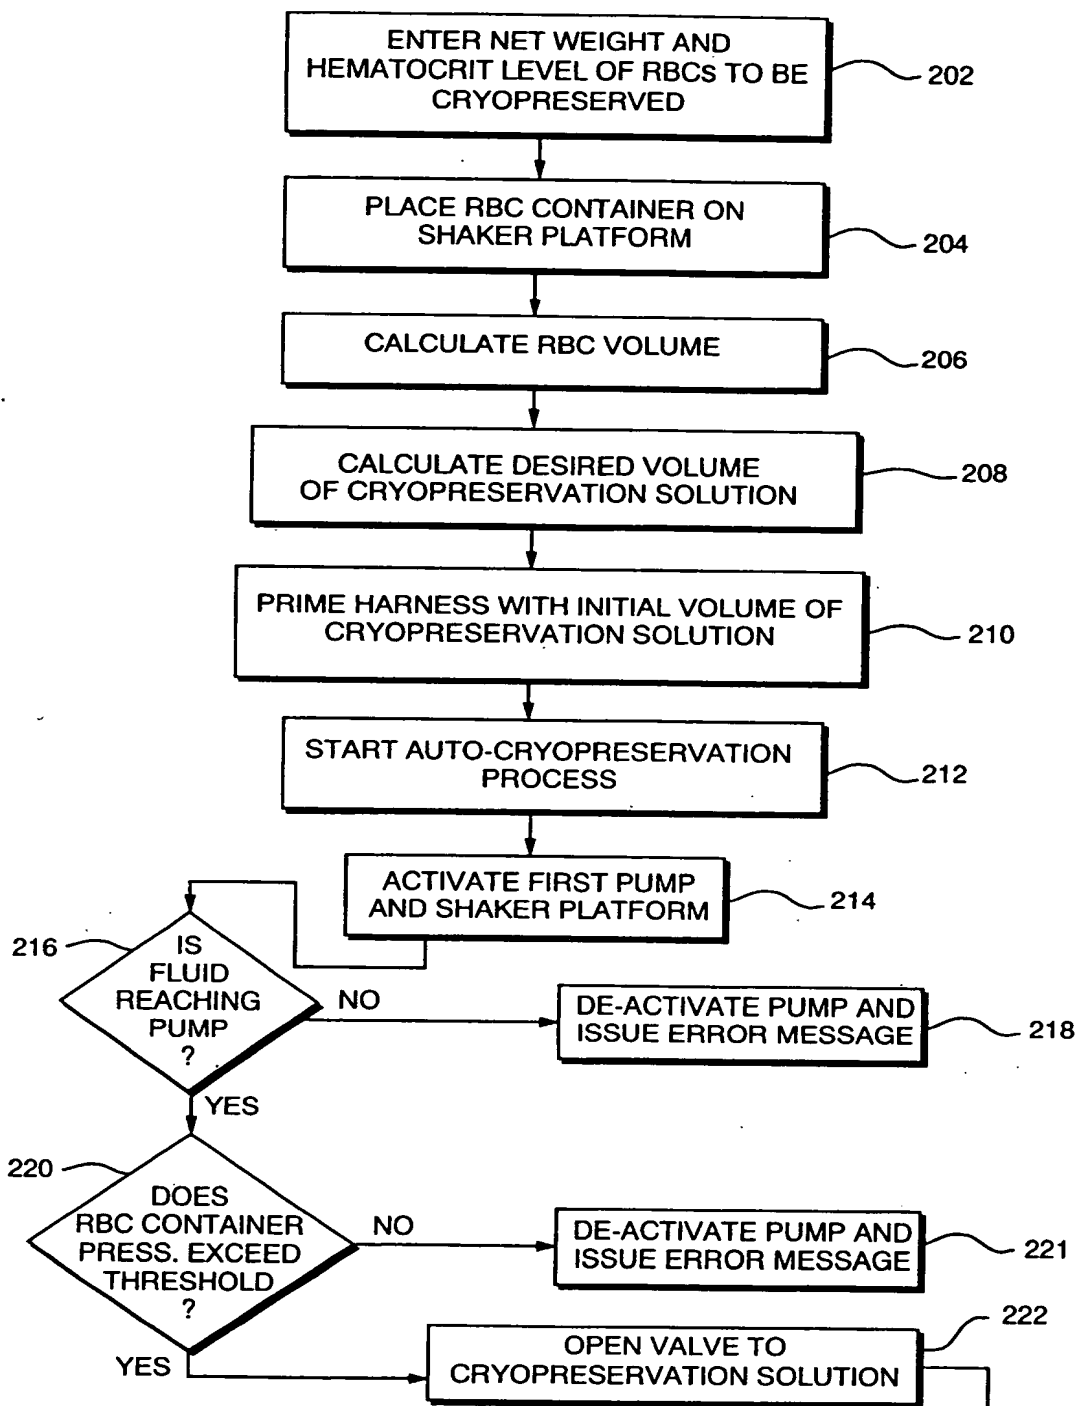 ENTER NET WEIGHT AND
HEMATOCRIT LEVEL OF RBCs TO BE
CRYOPRESERVED
202
PLACE RBC CONTAINER ON
SHAKER PLATFORM
204
CALCULATE RBC VOLUME
206
CALCULATE DESIRED VOLUME
OF CRYOPRESERVATION SOLUTION
208
PRIME HARNESS WITH INITIAL VOLUME OF
CRYOPRESERVATION SOLUTION
210
START AUTO-CRYOPRESERVATION
PROCESS
212
ACTIVATE FIRST PUMP
AND SHAKER PLATFORM
214
216
IS
FLUID
REACHING
PUMP
?
NO
DE-ACTIVATE PUMP AND
ISSUE ERROR MESSAGE
218
YES
220
DOES
RBC CONTAINER
PRESS. EXCEED
THRESHOLD
?
NO
DE-ACTIVATE PUMP AND
ISSUE ERROR MESSAGE
221
YES
OPEN VALVE TO
CRYOPRESERVATION SOLUTION
222